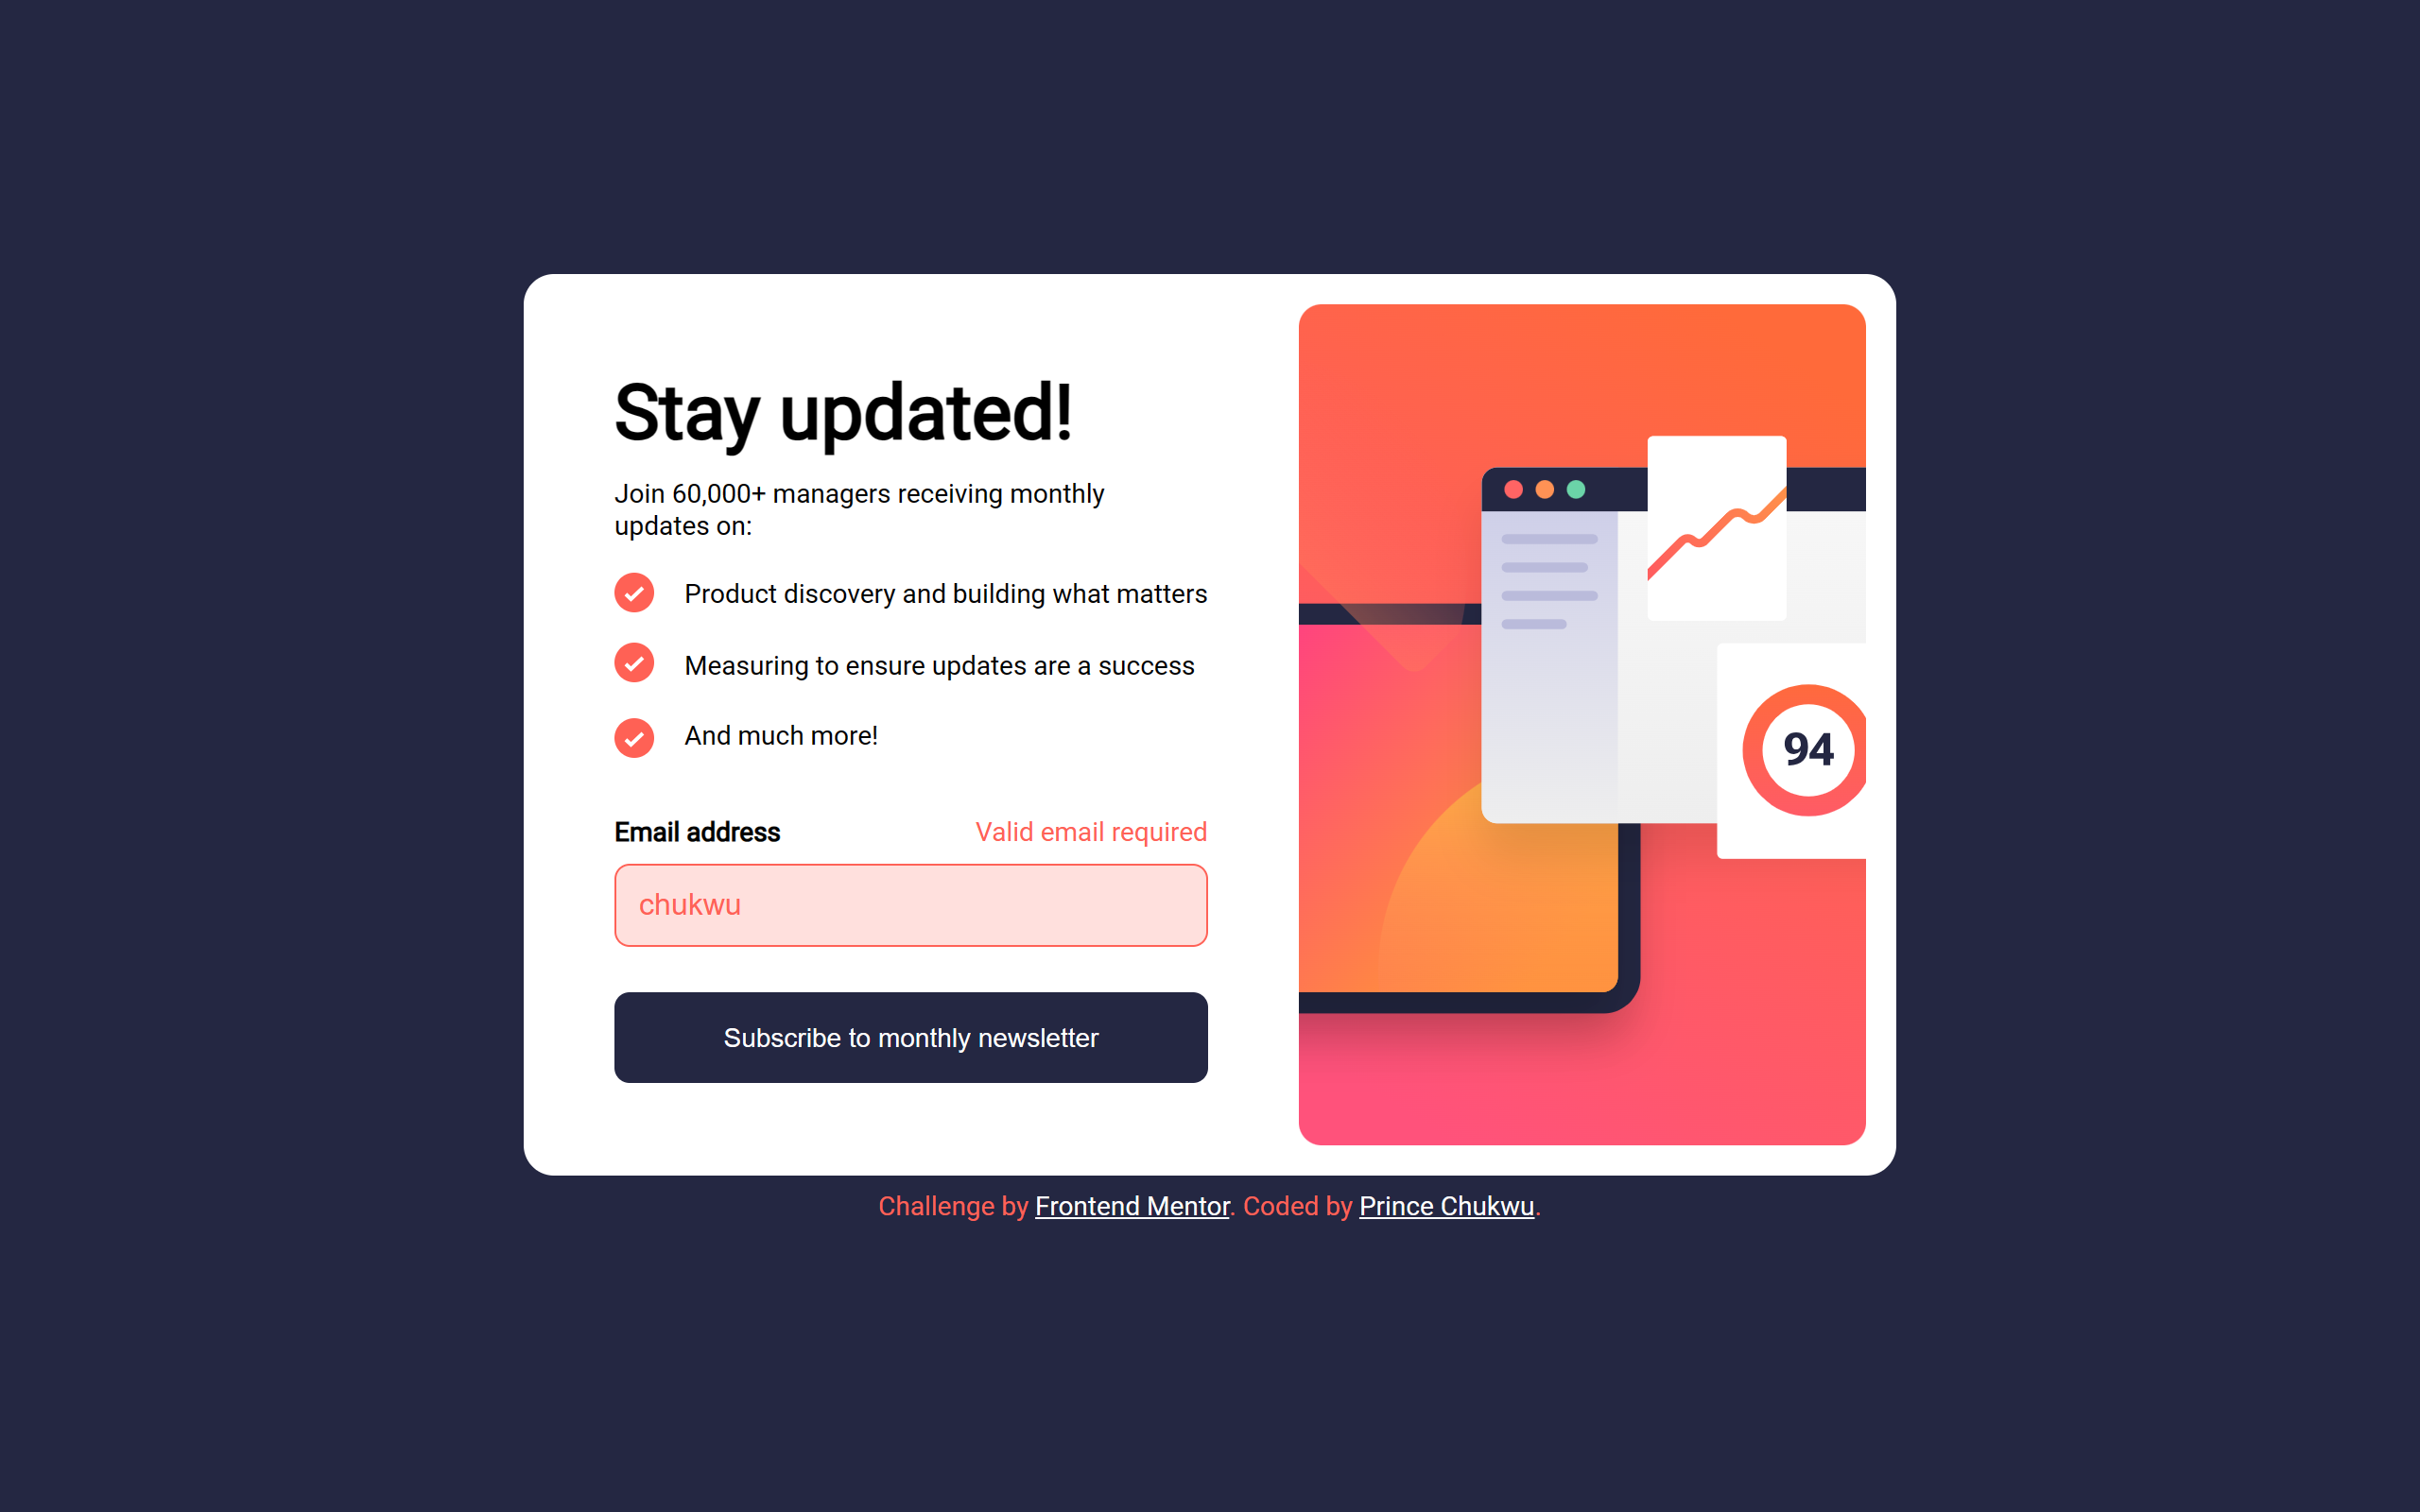 Stay updated!
Join 60,000+ managers receiving monthly
updates on:
Product discovery and building what matters
Measuring to ensure updates are a success
And much more!
Email address
Valid email required
chukwu
Subscribe to monthly newsletter
94
Challenge by Frontend Mentor. Coded by Prince Chukwu.